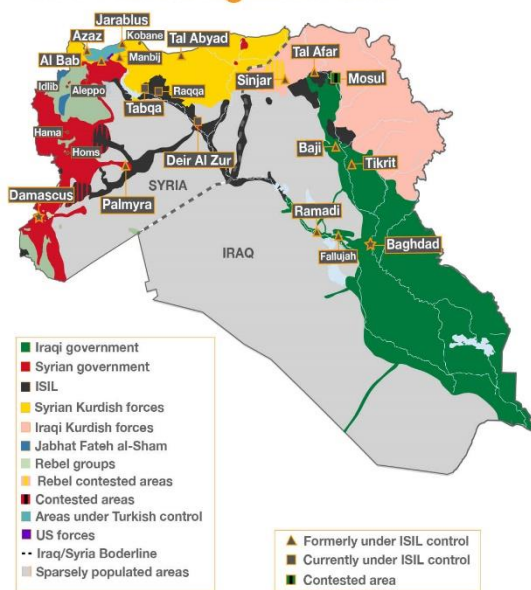 Jarablus
Azaz
Kobane
Tal Abyad
Al Bab
Manbij
Tal Afar
Sinjar
Mosul
Idlib
Aleppo
Raqqa
Tabqa
Hama
Baji
Tikrit
Homs
Deir Al Zur
SYRIA
Damascus
Palmyra
Ramadi
Baghdad
IRAQ
Fallujah
Iraqi government
Syrian government
ISIL
Syrian Kurdish forces
Iraqi Kurdish forces
Jabhat Fateh al-Sham
Rebel groups
Rebel contested areas
Contested areas
Areas under Turkish control
US forces
Iraq/Syria Boderline
Sparsely populated areas
Formerly under ISIL control
Currently under ISIL control
Contested area